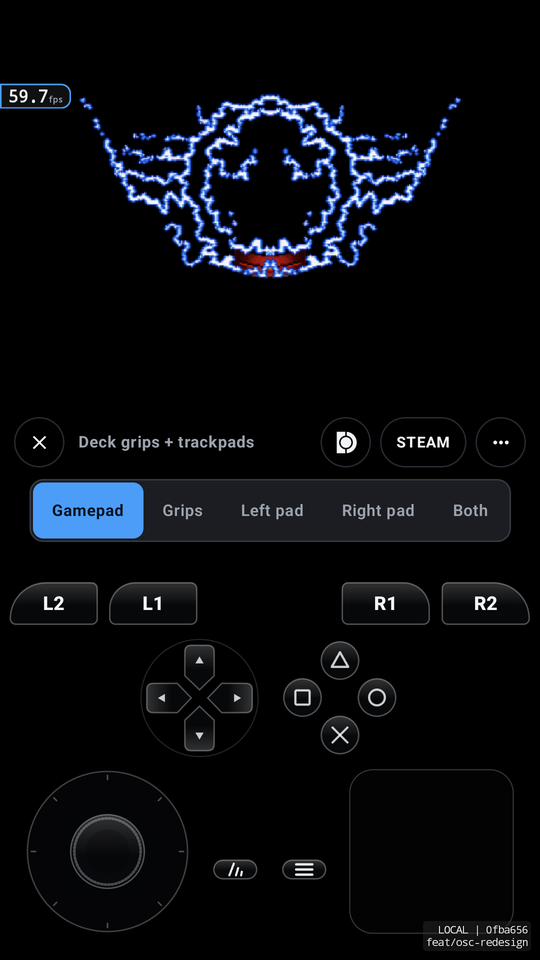 59.7fps
Deck grips + trackpads
STEAM
Gamepad
Grips
Left pad
Right pad
Both
L2
L1
R1
R2
LOCAL | 0fba656
feat/osc-redesign